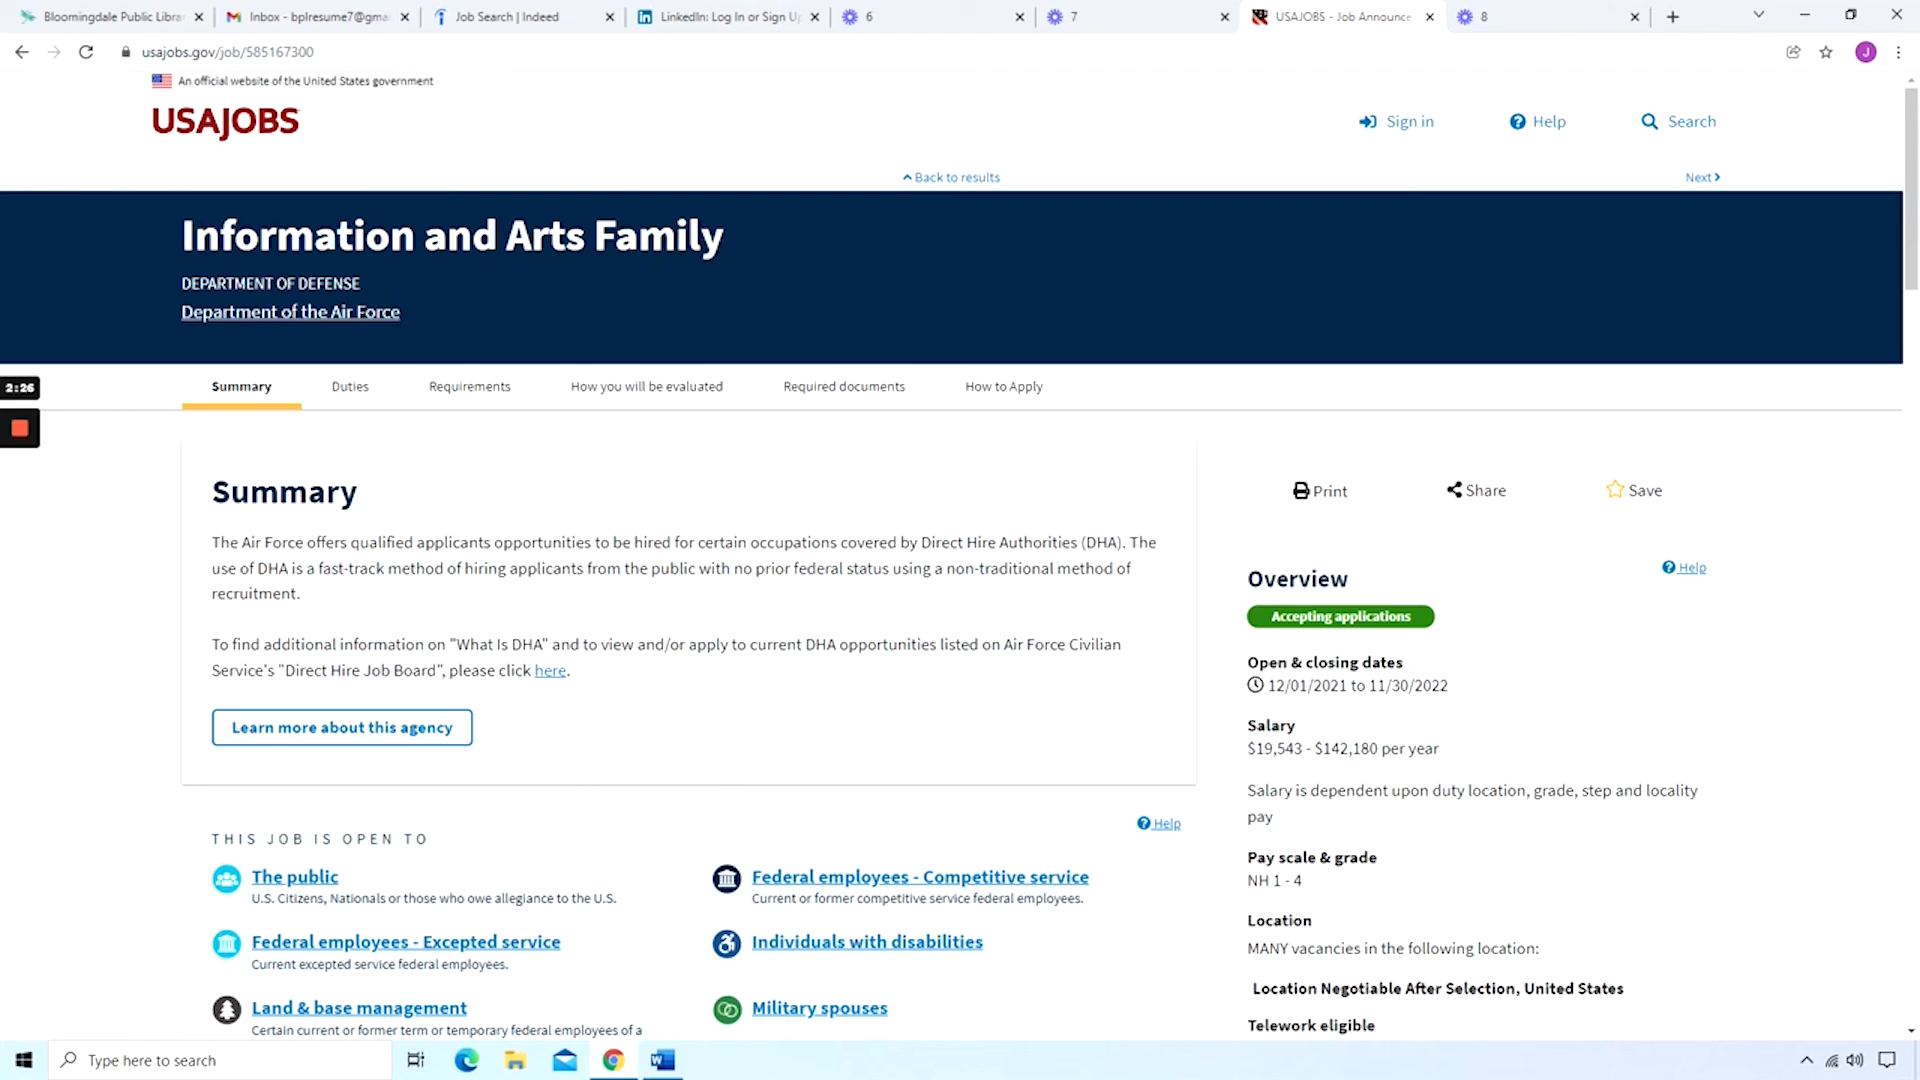 Bloomingdale Public Librar
Inbox - bplresume7@gma
Job Search | Indeed
LinkedIn: Log In or Sign U
6
7
USAJOBS - Job Announce
8
usajobs.gov/job/585167300
J
An official website of the United States government
USAJOBS
Sign in
Help
Search
Back to results
Next
Information and Arts Family
DEPARTMENT OF DEFENSE
Department of the Air Force
2:26
Summary
Duties
Requirements
How you will be evaluated
Required documents
How to Apply
Summary
The Air Force offers qualified applicants opportunities to be hired for certain occupations covered by Direct Hire Authorities (DHA). The
use of DHA is a fast-track method of hiring applicants from the public with no prior federal status using a non-traditional method of
recruitment.
To find additional information on "What Is DHA" and to view and/or apply to current DHA opportunities listed on Air Force Civilian
Service's "Direct Hire Job Board", please click here.
Learn more about this agency
THIS JOB IS OPEN TO
Help
The public
U.S. Citizens, Nationals or those who owe allegiance to the U.S.
Federal employees - Competitive service
Current or former competitive service federal employees.
Federal employees - Excepted service
Current excepted service federal employees.
Individuals with disabilities
Land & base management
Certain current or former term or temporary federal employees of a
Military spouses
Print
Share
Save
Overview
Help
Accepting applications
Open & closing dates
12/01/2021 to 11/30/2022
Salary
$19,543 - $142,180 per year
Salary is dependent upon duty location, grade, step and locality
pay
Pay scale & grade
NH 1 - 4
Location
MANY vacancies in the following location:
Location Negotiable After Selection, United States
Telework eligible
Type here to search